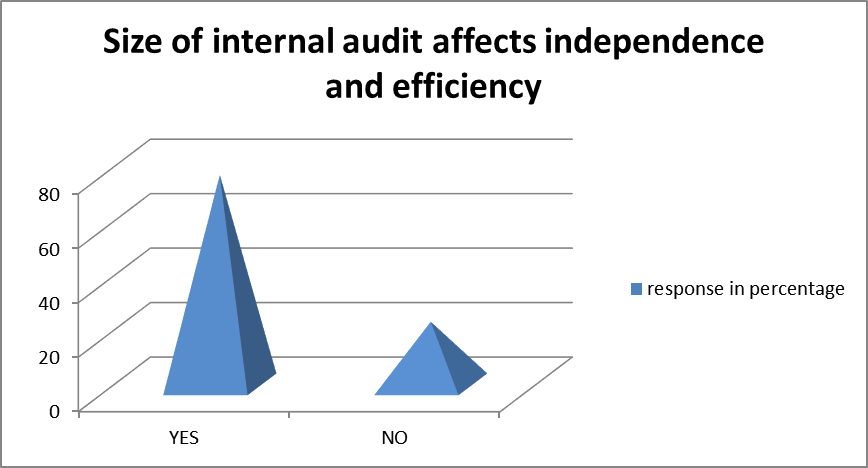 Size of internal audit affects independence
and efficiency
80
60
40
20
0
YES
NO
response in percentage